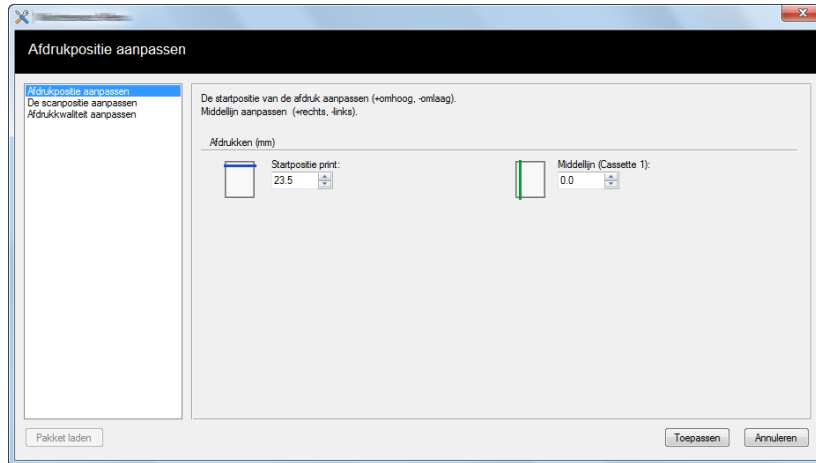 Afdrukpositie aanpassen
Afdrukpositie aanpassen
De scanpositie aanpassen
Afdrukkwaliteit aanpassen
De startpositie van de afdruk aanpassen (+omhoog, -omlaag).
Middellijn aanpassen (+rechts, -links).
Afdrukken (mm)
Startpositie print:
23.5
Middellijn (Cassette 1):
0.0
Pakket laden
Toepassen
Annuleren